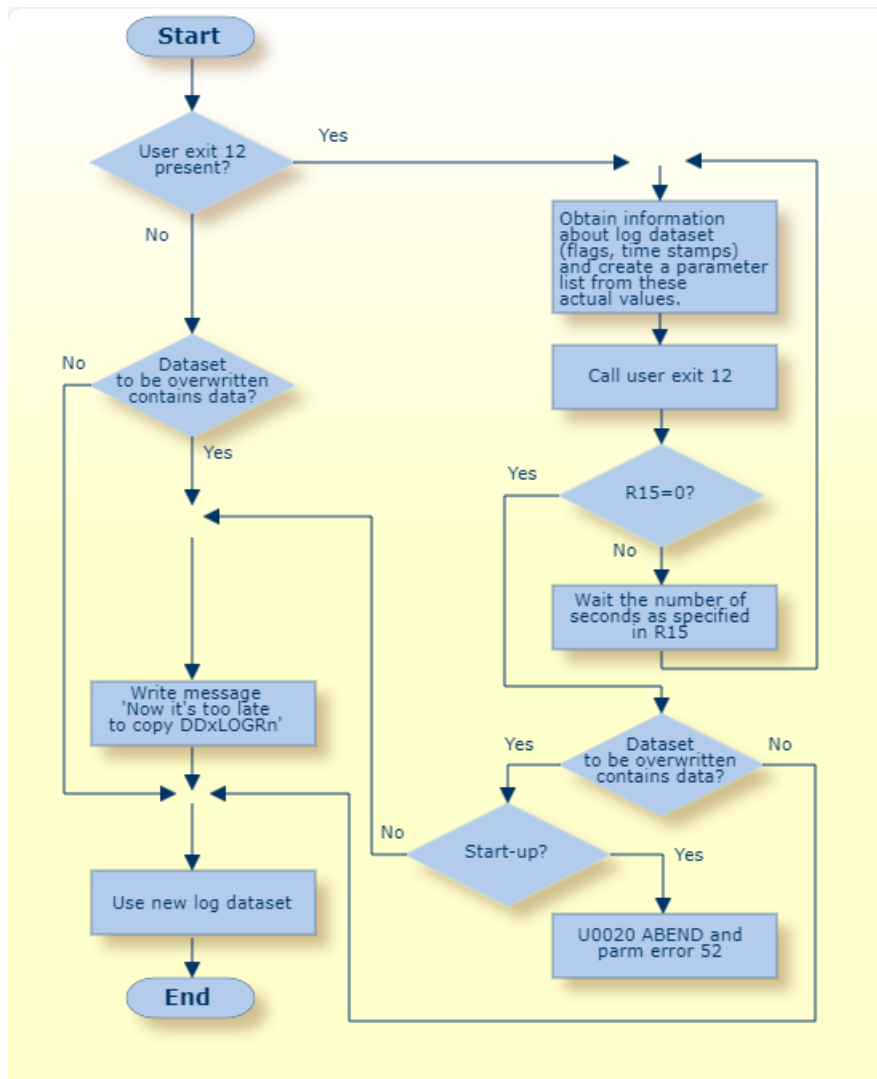 Start
User exit 12
present?
Yes
No
Obtain information
about log dataset
(flags, time stamps)
and create a parameter
list from these
actual values.
Call user exit 12
No
Dataset
to be overwritten
contains data?
Yes
Yes
R15=0?
No
Wait the number of
seconds as specified
in R15
Write message
'Now it's too late
to copy DDxLOGRn'
Yes
Dataset
to be overwritten
contains data?
No
No
Start-up?
Yes
Use new log dataset
U0020 ABEND and
parm error 52
End